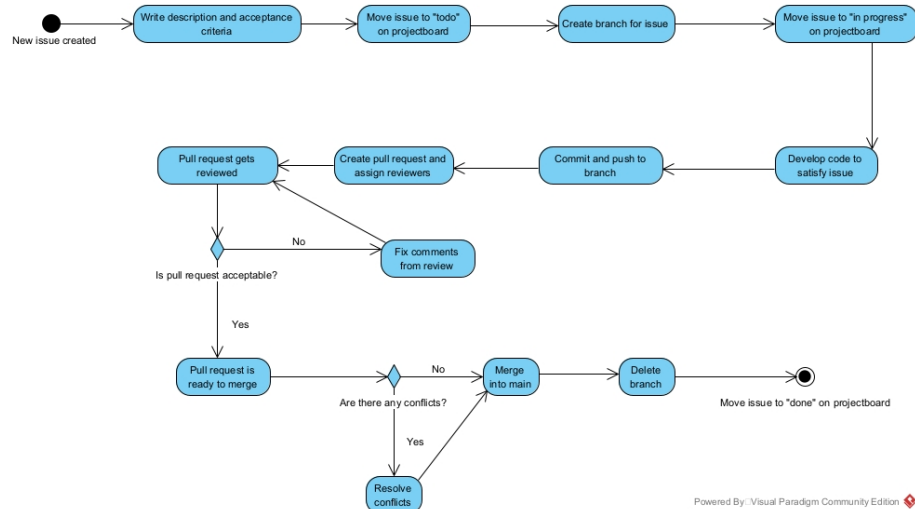 New issue created
Write description and acceptance
criteria
Move issue to "todo"
on projectboard
Create branch for issue
Move issue to "in progress"
on projectboard
Pull request gets
reviewed
Create pull request and
assign reviewers
Commit and push to
branch
Develop code to
satisfy issue
No
Fix comments
from review
Is pull request acceptable?
Yes
Pull request is
ready to merge
No
Merge
into main
Delete
branch
Are there any conflicts?
Move issue to "done" on projectboard
Yes
Resolve
conflicts
Powered By Visual Paradigm Community Edition